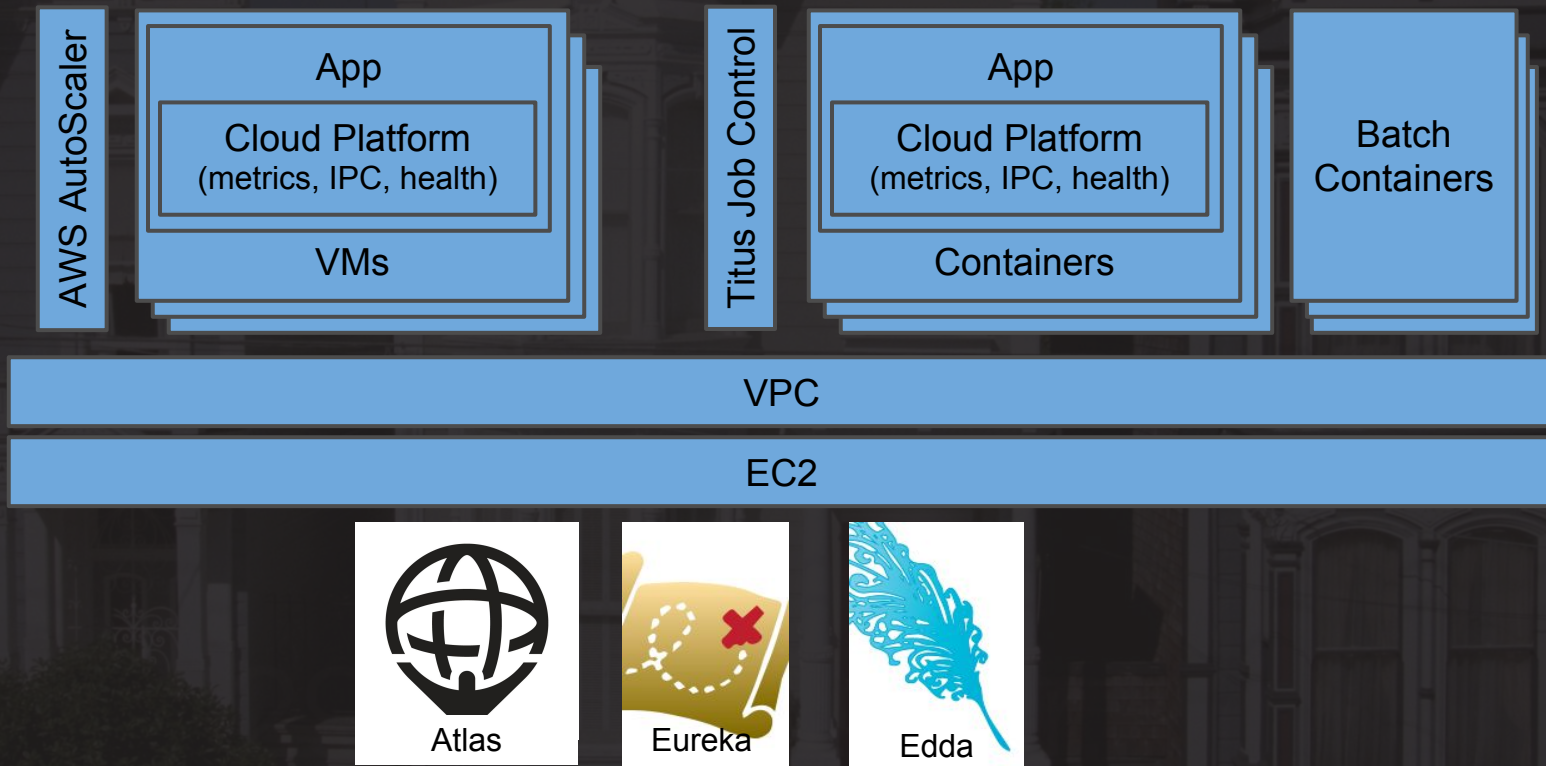 AWS AutoScaler
App
Cloud Platform
(metrics, IPC, health)
VMs
Titus Job Control
App
Cloud Platform
(metrics, IPC, health)
Containers
Batch
Containers
VPC
EC2
Atlas
Eureka
Edda